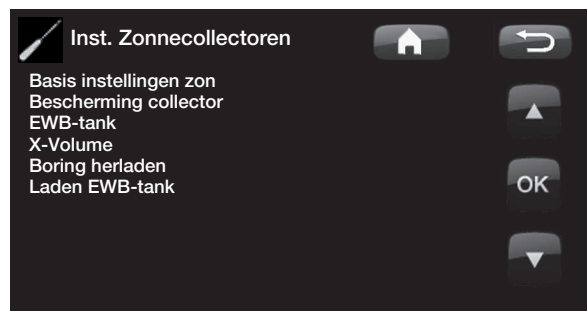 Inst. Zonnecollectoren
Basis instellingen zon
Bescherming collector
EWB-tank
X-Volume
Boring herladen
OK
Laden EWB-tank